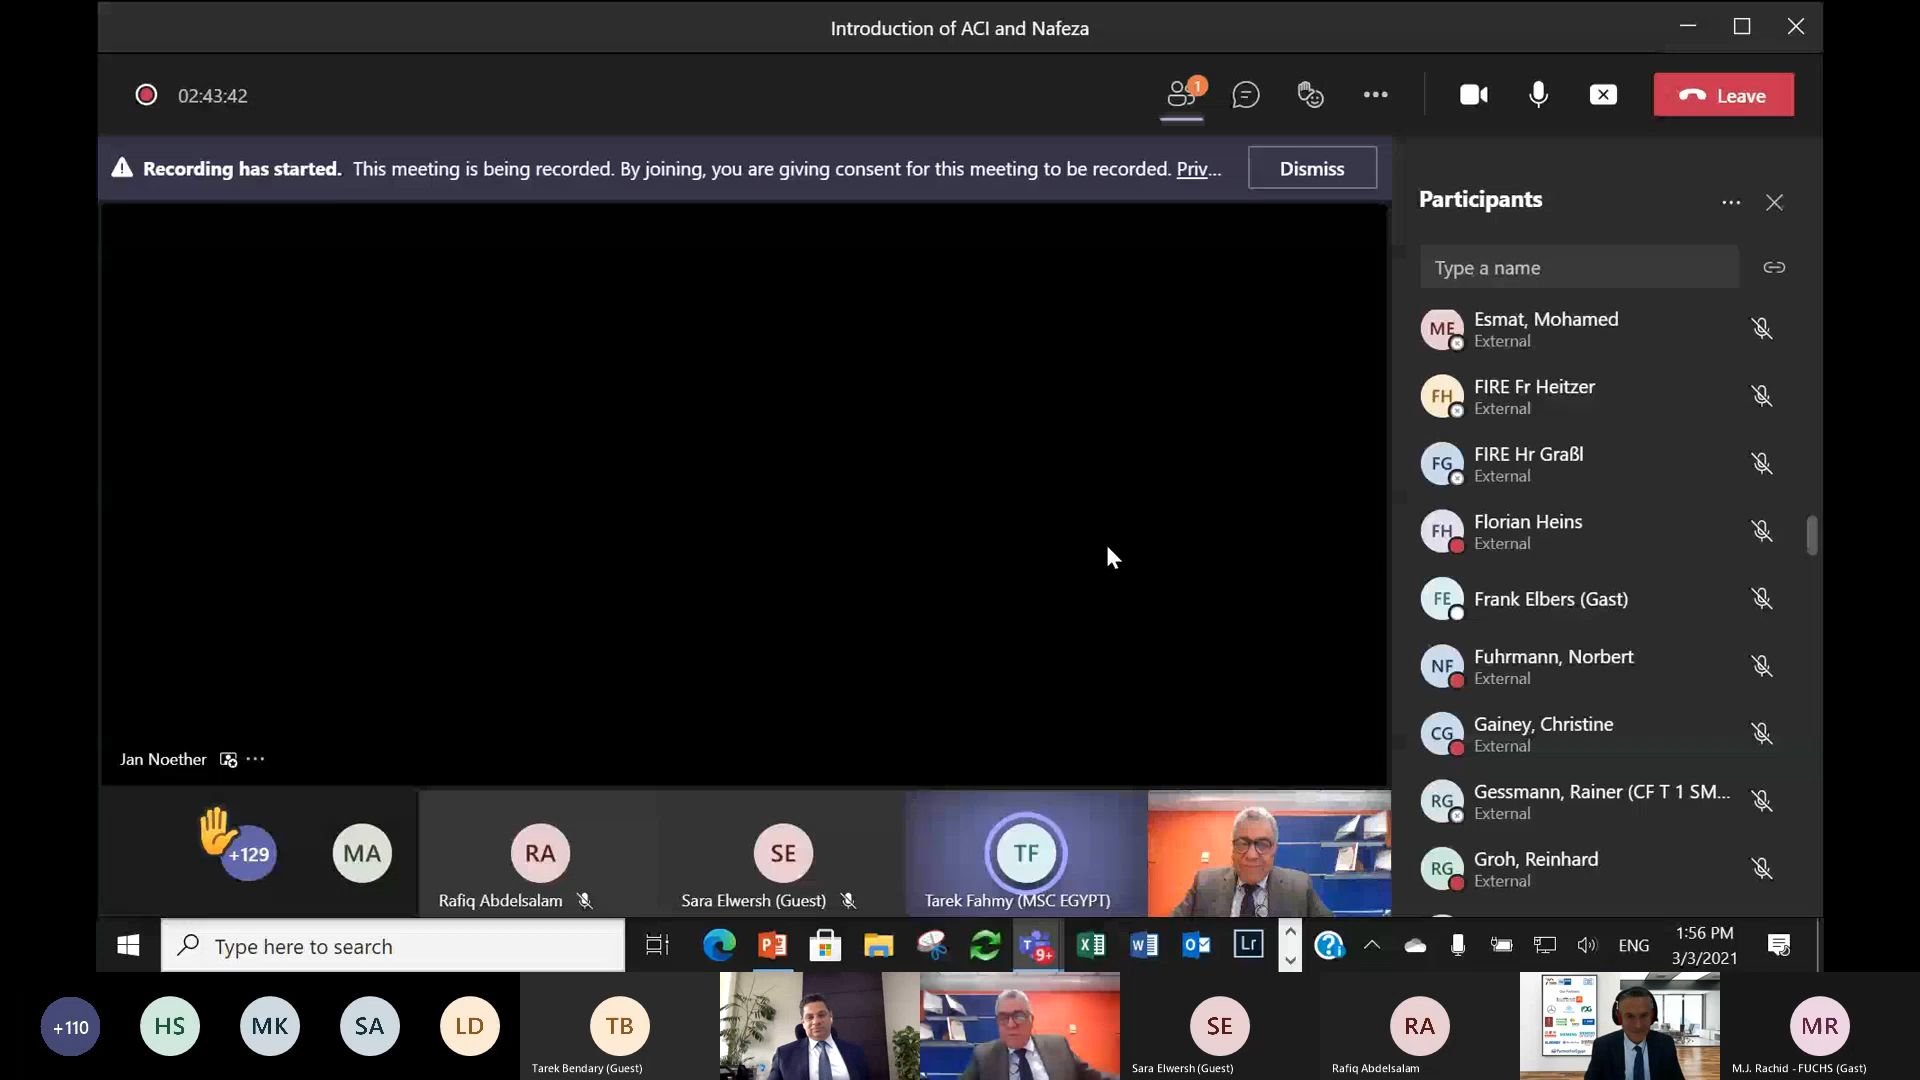 Introduction of ACI and Nafeza
02:43:42
1
Leave
Recording has started. This meeting is being recorded. By joining, you are giving consent for this meeting to be recorded. Priv...
Dismiss
Participants
Type a name
ME
Esmat, Mohamed
External
FH
FIRE Fr Heitzer
External
FG
FIRE Hr Graßl
External
FH
Florian Heins
External
FE
Frank Elbers (Gast)
NF
Fuhrmann, Norbert
External
CG
Gainey, Christine
External
RG
Gessmann, Rainer (CF T 1 SM...
External
RG
Groh, Reinhard
External
Jan Noether
+129
MA
RA
Rafiq Abdelsalam
SE
Sara Elwersh (Guest)
TF
Tarek Fahmy (MSC EGYPT)
Type here to search
9+
Lr
ENG
1:56 PM
3/3/2021
+110
HS
MK
SA
LD
TB
Tarek Bendary (Guest)
SE
Sara Elwersh (Guest)
RA
Rafiq Abdelsalam
MR
M.J. Rachid - FUCHS (Gast)